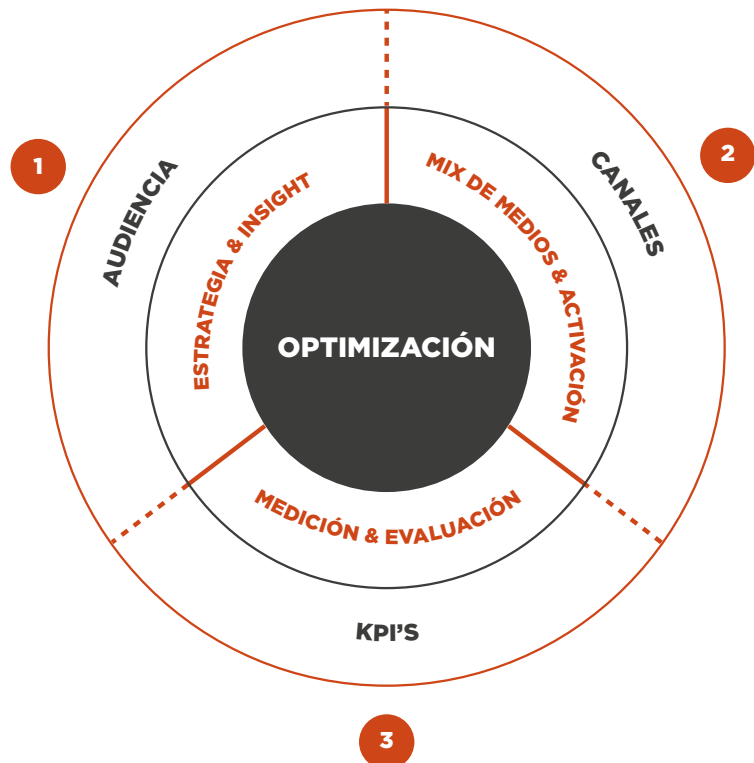 1
AUDIENCIA
ESTRATEGIA & INSIGHT
2
CANALES
MIX DE MEDIOS & ACTIVACIÓN
OPTIMIZACIÓN
MEDICIÓN & EVALUACIÓN
KPI’S
3